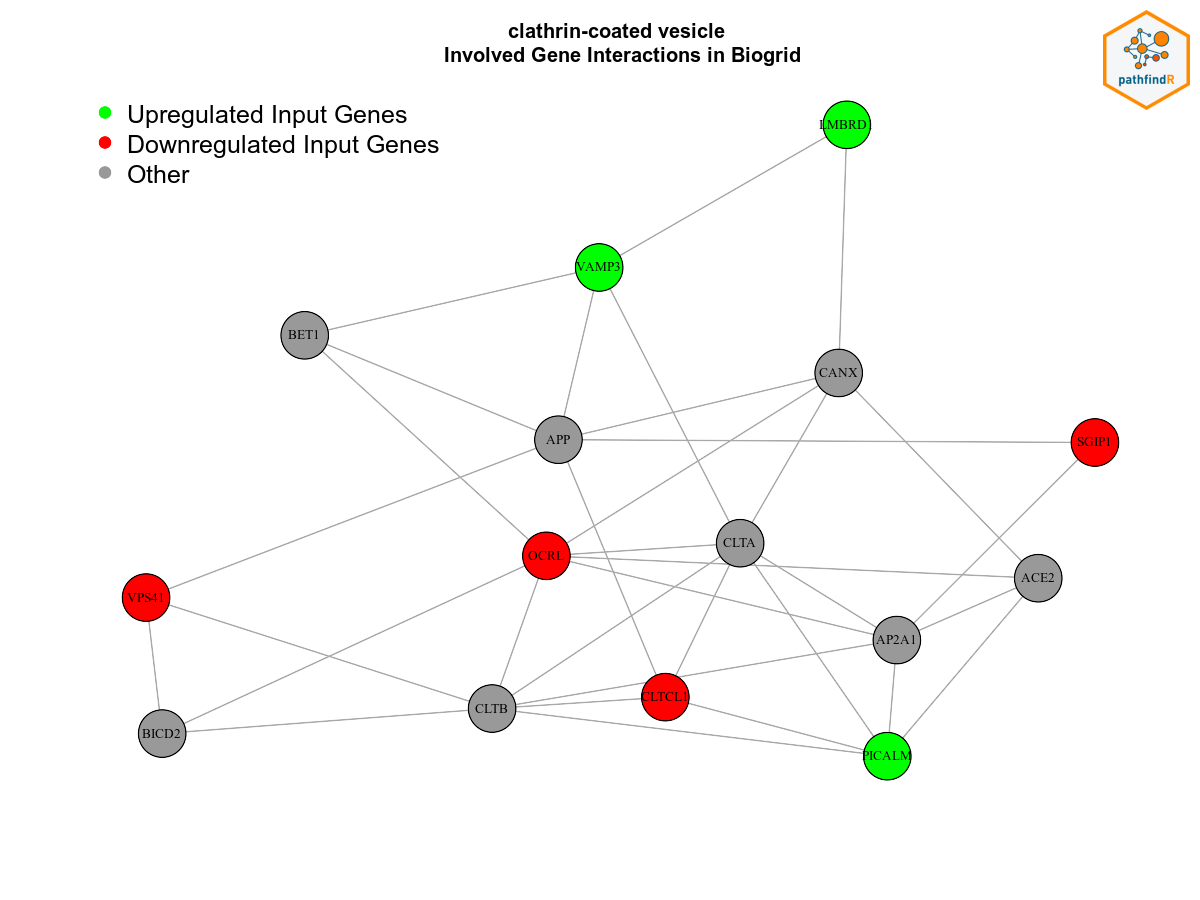 clathrin-coated vesicle
Involved Gene Interactions in Biogrid
pathfindR
Upregulated Input Genes
Downregulated Input Genes
Other
LMBRD1
VAMP3
BET1
CANX
APP
SGIP1
CLTA
OCRL
ACE2
VPS41
AP2A1
CLTCL1
CLTB
BICD2
PICALM